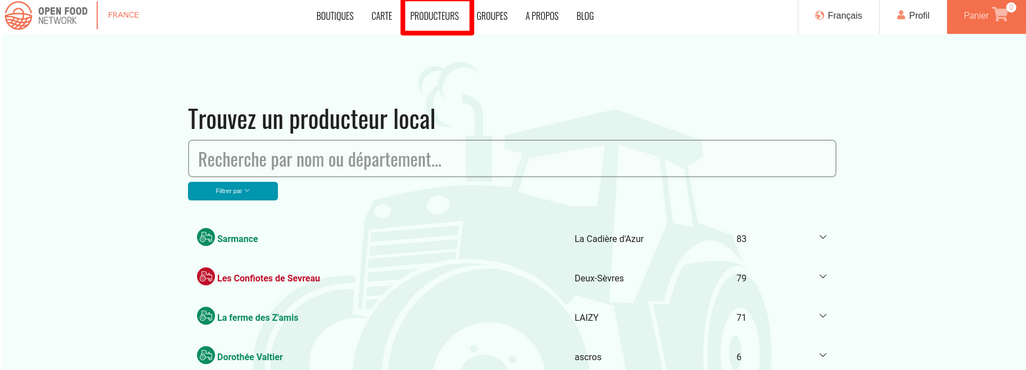 OPEN FOOD
NETWORK
FRANCE
BOUTIQUES CARTE PRODUCTEURS GROUPES A PROPOS BLOG
Français
Profil
Panier 0
Trouvez un producteur local
Recherche par nom ou département...
Filtrer par
Sarmance La Cadière d'Azur 83
Les Confiotes de Sevreau Deux-Sèvres 79
La ferme des Z'amis LAIZY 71
Dorothée Valtier ascros 6